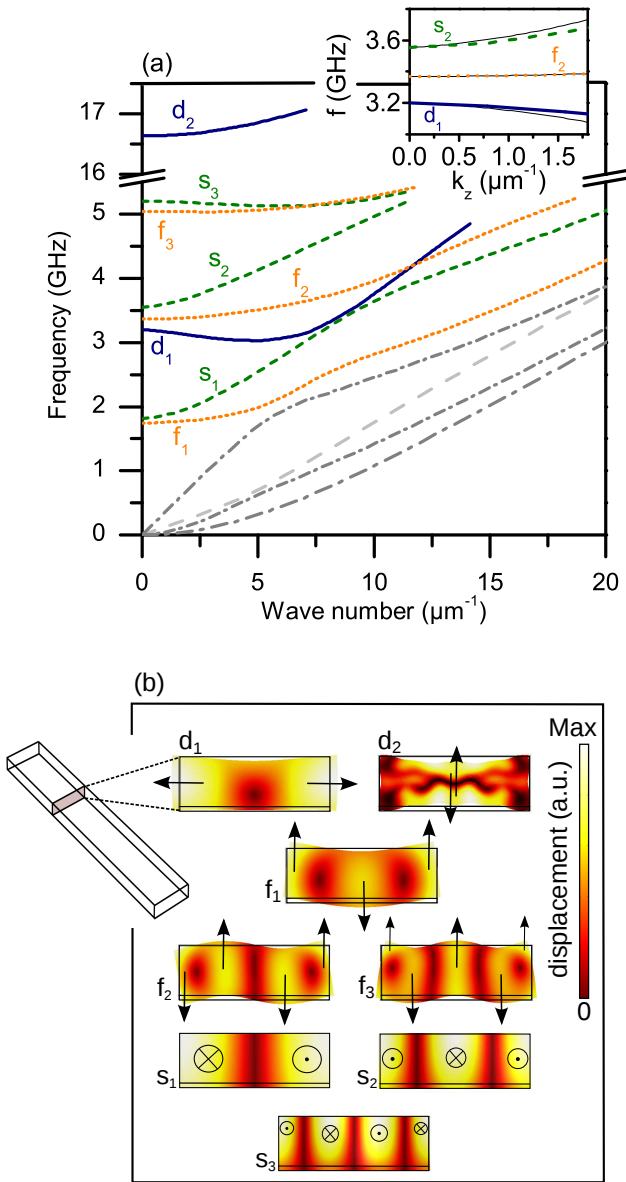 (a)
17
16
5
4
3
2
1
0
Frequency (GHz)
0 5 10 15 20
Wave number (µm⁻¹)
d₂
s₃
f₃
s₂
f₂
d₁
s₁
f₁
3.6
3.2
f (GHz)
s₂
f₂
d₁
0.0 0.5 1.0 1.5
k_z (µm⁻¹)
(b)
d₁ d₂
f₁
f₂ f₃
s₁ s₂
s₃
Max
displacement (a.u.)
0